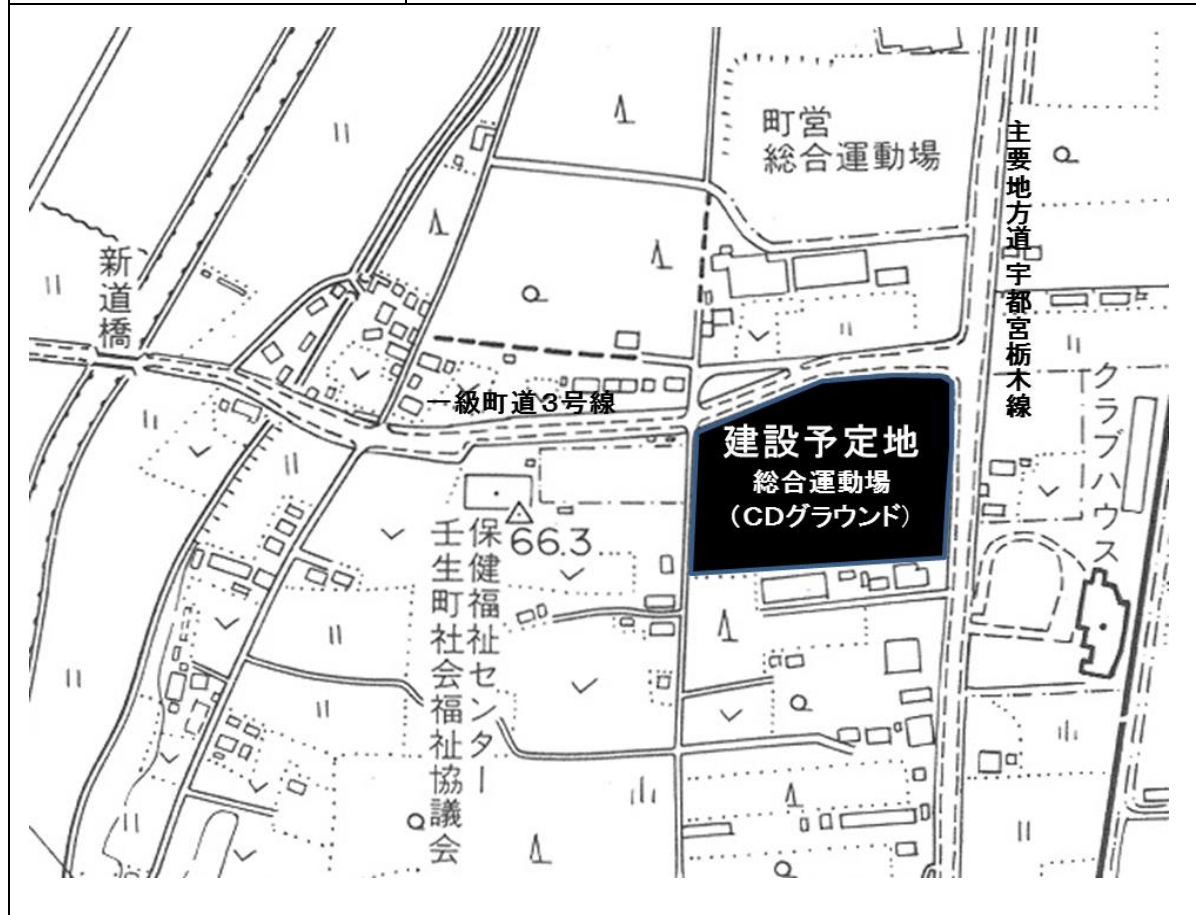 町営
総合運動場
主要地方道 宇都宮栃木線
新道橋
クラブハウス
一級町道3号線
建設予定地
総合運動場
(CDグラウンド)
66.3
保健福祉センター
壬生町社会福祉協議会